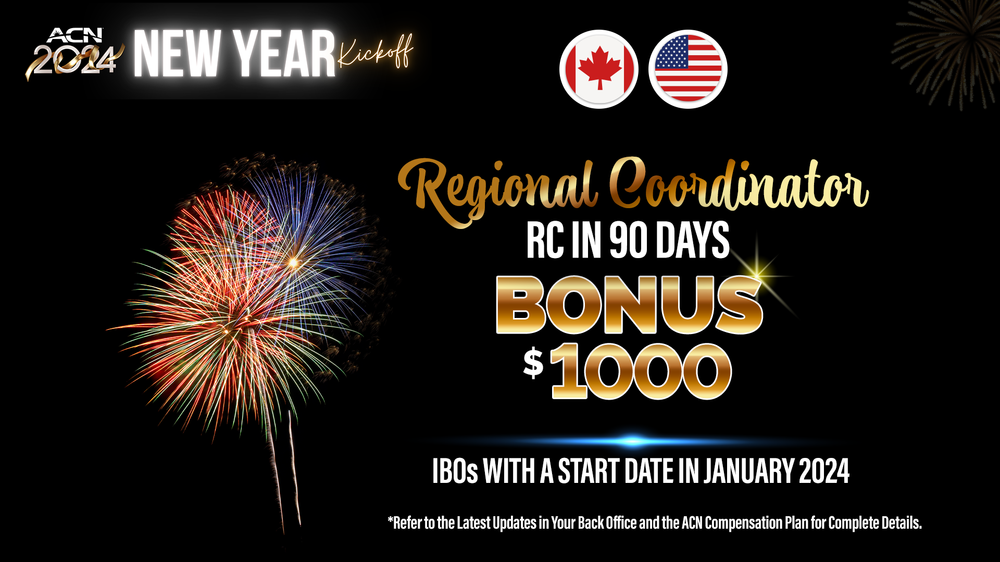 ACN
2024
NEW YEAR Kickoff
Regional Coordinator
RC IN 90 DAYS
BONUS
$1000
IBOs WITH A START DATE IN JANUARY 2024
*Refer to the Latest Updates in Your Back Office and the ACN Compensation Plan for Complete Details.